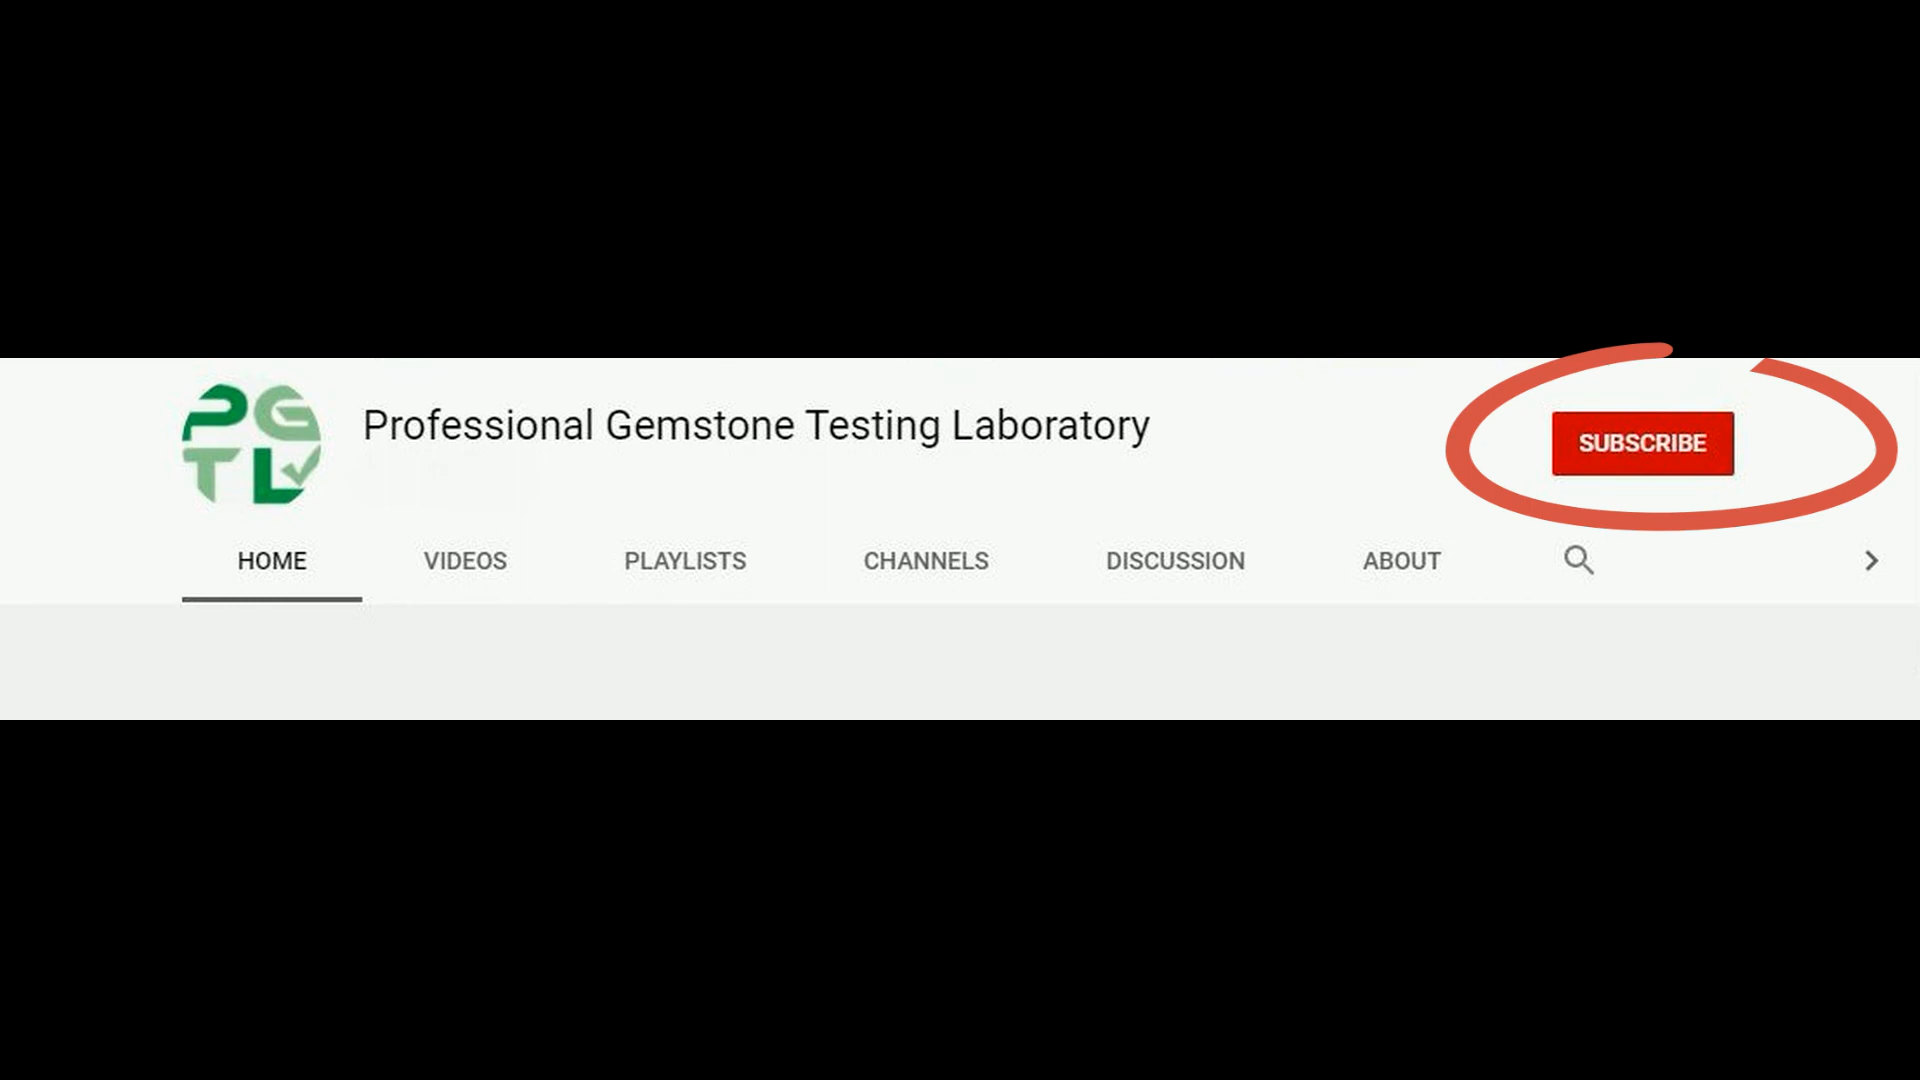 PG
TL
Professional Gemstone Testing Laboratory
SUBSCRIBE
HOME VIDEOS PLAYLISTS CHANNELS DISCUSSION ABOUT